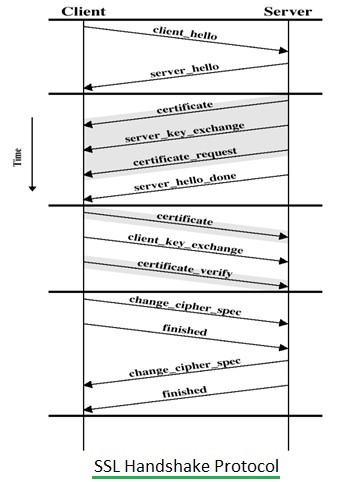 Client Server
client_hello
server_hello
certificate
server_key_exchange
certificate_request
server_hello_done
Time
certificate
client_key_exchange
certificate_verify
change_cipher_spec
finished
change_cipher_spec
finished
SSL Handshake Protocol